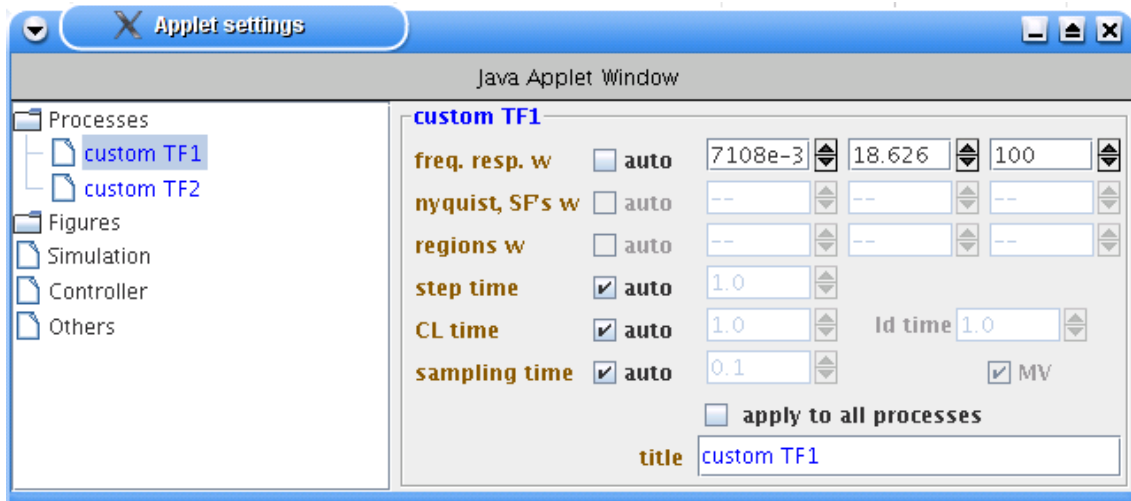 Applet settings
Java Applet Window
Processes
custom TF1
custom TF2
Figures
Simulation
Controller
Others
custom TF1
freq. resp. w auto 7108e-3 18.626 100
nyquist, SF's w auto -- -- --
regions w auto -- -- --
step time auto 1.0
CL time auto 1.0 ld time 1.0
sampling time auto 0.1 MV
apply to all processes
title custom TF1